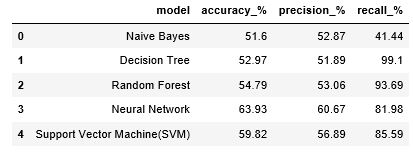 model accuracy_% precision_% recall_%
0 Naive Bayes 51.6 52.87 41.44
1 Decision Tree 52.97 51.89 99.1
2 Random Forest 54.79 53.06 93.69
3 Neural Network 63.93 60.67 81.98
4 Support Vector Machine(SVM) 59.82 56.89 85.59